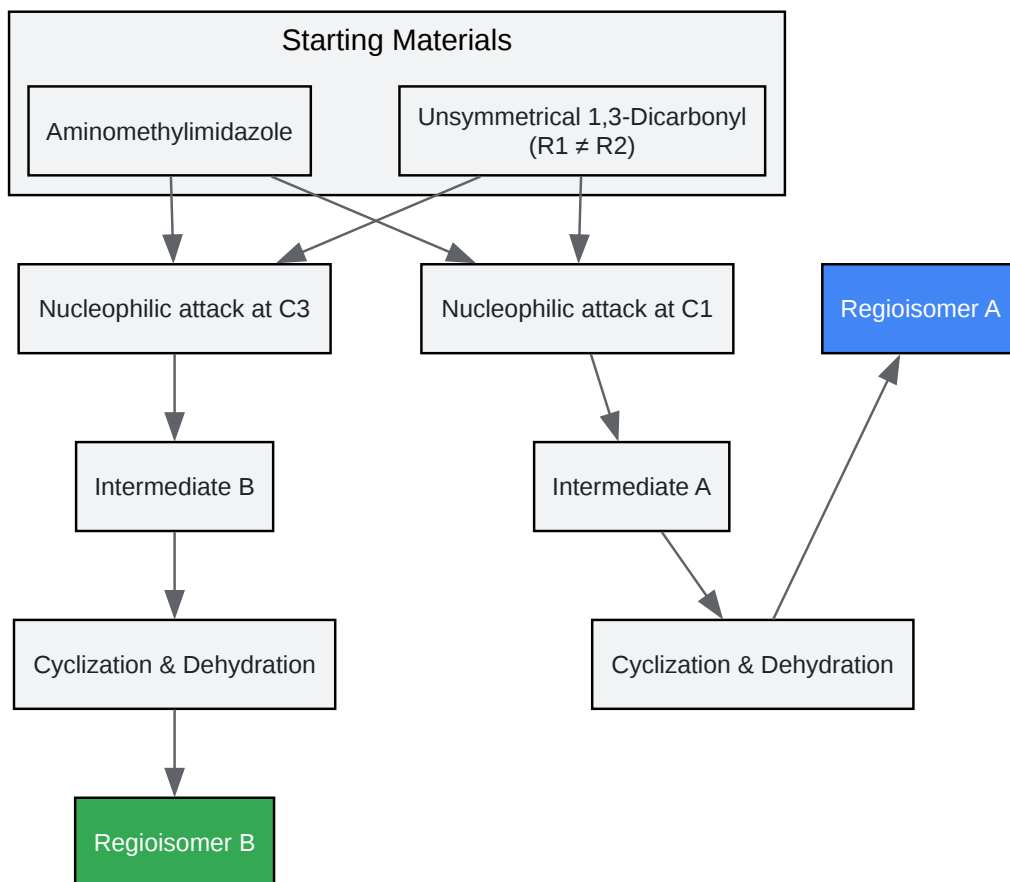 Starting Materials
Aminomethylimidazole
Unsymmetrical 1,3-Dicarbonyl
(R1 ≠ R2)
Nucleophilic attack at C3
Nucleophilic attack at C1
Regioisomer A
Intermediate B
Intermediate A
Cyclization & Dehydration
Cyclization & Dehydration
Regioisomer B